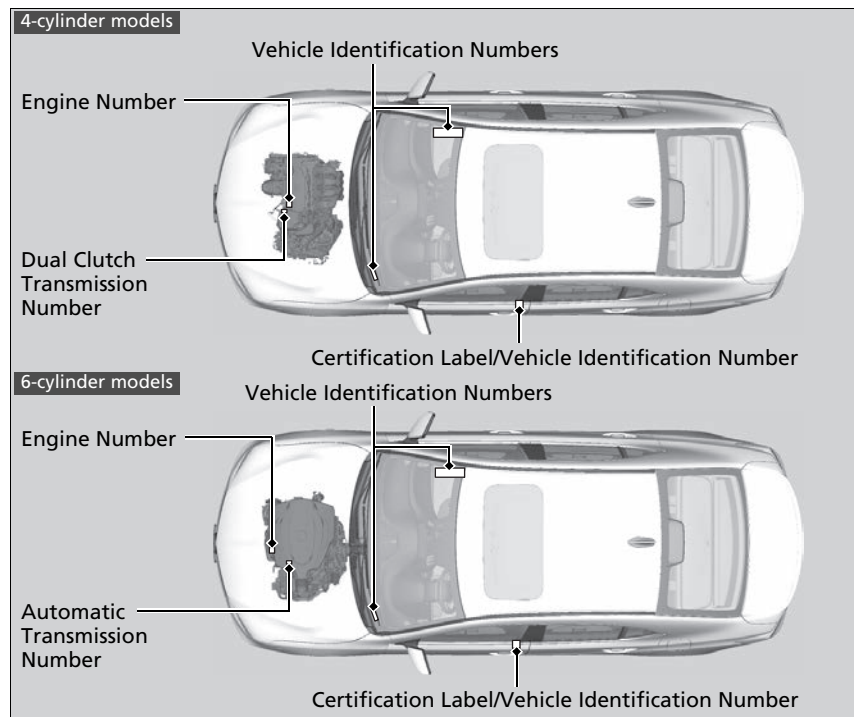 4-cylinder models
Vehicle Identification Numbers
Engine Number
Dual Clutch
Transmission
Number
Certification Label/Vehicle Identification Number
6-cylinder models
Vehicle Identification Numbers
Engine Number
Automatic
Transmission
Number
Certification Label/Vehicle Identification Number